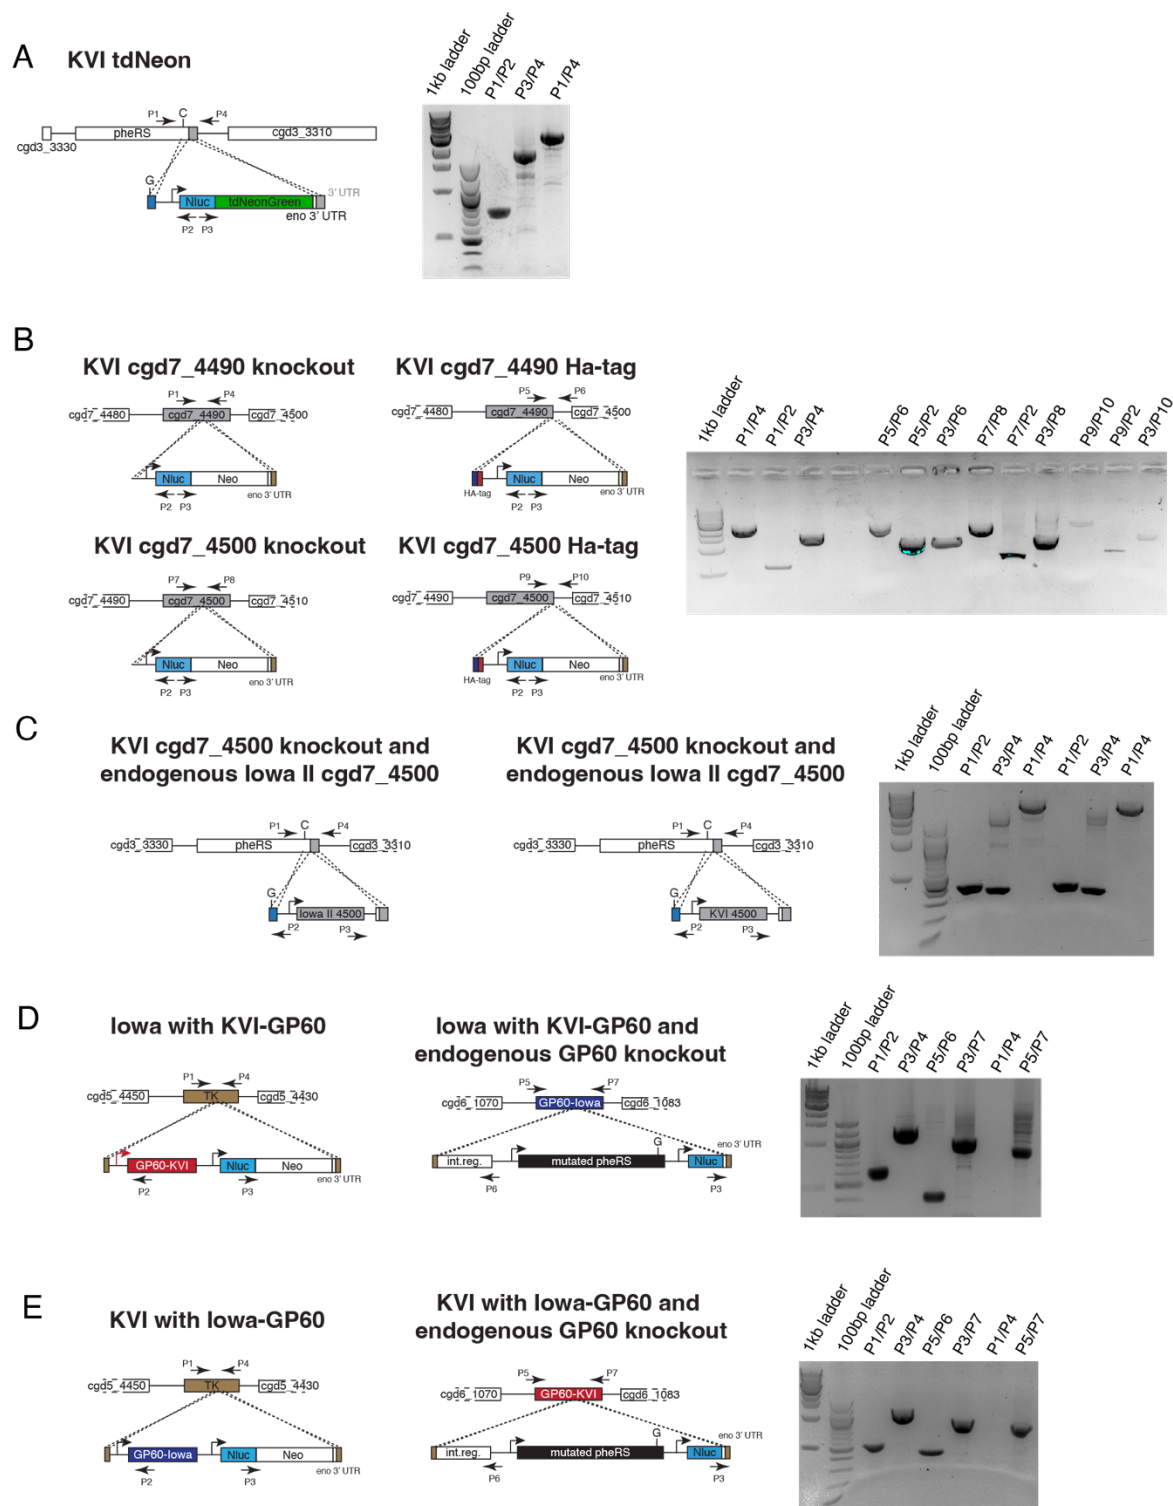 A
KVI tdNeon
P1
C
P4
pheRS
cgd3_3310
cgd3_3330
G
3' UTR
Nluc
tdNeonGreen
eno 3' UTR
P2
P3
1kb ladder
100bp ladder
P1/P2
P3/P4
P1/P4
B
KVI cgd7_4490 knockout
P1
P4
cgd7_4480
cgd7_4490
cgd7_4500
Nluc
Neo
eno 3' UTR
P2
P3
KVI cgd7_4490 Ha-tag
P5
P6
cgd7_4480
cgd7_4490
cgd7_4500
Nluc
Neo
HA-tag
eno 3' UTR
P2
P3
KVI cgd7_4500 knockout
P7
P8
cgd7_4490
cgd7_4500
cgd7_4510
Nluc
Neo
eno 3' UTR
P2
P3
KVI cgd7_4500 Ha-tag
P9
P10
cgd7_4490
cgd7_4500
cgd7_4510
Nluc
Neo
HA-tag
eno 3' UTR
P2
P3
1kb ladder
P1/P4
P1/P2
P3/P4
P5/P6
P5/P2
P3/P6
P7/P8
P7/P2
P3/P8
P9/P10
P9/P2
P3/P10
C
KVI cgd7_4500 knockout and
endogenous Iowa II cgd7_4500
P1
C
P4
cgd3_3330
pheRS
cgd3_3310
G
Iowa II 4500
P2
P3
KVI cgd7_4500 knockout and
endogenous Iowa II cgd7_4500
P1
C
P4
cgd3_3330
pheRS
cgd3_3310
G
KVI 4500
P2
P3
1kb ladder
100bp ladder
P1/P2
P3/P4
P1/P4
P1/P2
P3/P4
P1/P4
D
Iowa with KVI-GP60
P1
P4
cgd5_4450
TK
cgd5_4430
GP60-KVI
Nluc
Neo
eno 3' UTR
P2
P3
Iowa with KVI-GP60 and
endogenous GP60 knockout
P5
P7
cgd6_1070
GP60-Iowa
cgd6_1083
G
eno 3' UTR
int.reg.
mutated pheRS
Nluc
P6
P3
1kb ladder
100bp ladder
P1/P2
P3/P4
P5/P6
P3/P7
P1/P4
P5/P7
E
KVI with Iowa-GP60
P1
P4
cgd5_4450
TK
cgd5_4430
GP60-Iowa
Nluc
Neo
eno 3' UTR
P2
P3
KVI with Iowa-GP60 and
endogenous GP60 knockout
P5
P7
cgd6_1070
GP60-KVI
cgd6_1083
G
int.reg.
mutated pheRS
Nluc
eno 3' UTR
P6
P3
1kb ladder
100bp ladder
P1/P2
P3/P4
P5/P6
P3/P7
P1/P4
P5/P7